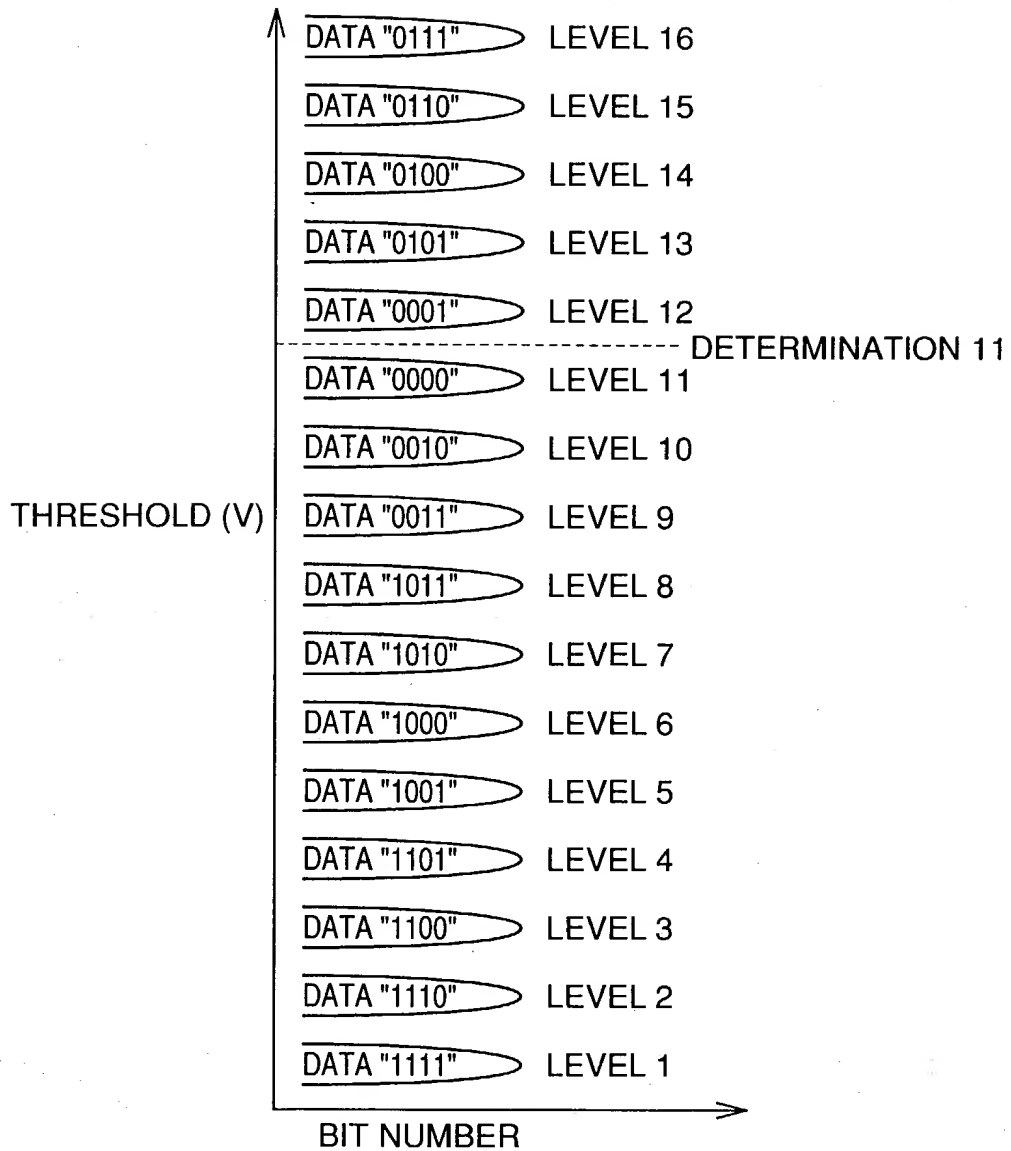 DATA "0111" LEVEL 16
DATA "0110" LEVEL 15
DATA "0100" LEVEL 14
DATA "0101" LEVEL 13
DATA "0001" LEVEL 12
DETERMINATION 11
DATA "0000" LEVEL 11
DATA "0010" LEVEL 10
THRESHOLD (V) DATA "0011" LEVEL 9
DATA "1011" LEVEL 8
DATA "1010" LEVEL 7
DATA "1000" LEVEL 6
DATA "1001" LEVEL 5
DATA "1101" LEVEL 4
DATA "1100" LEVEL 3
DATA "1110" LEVEL 2
DATA "1111" LEVEL 1
BIT NUMBER